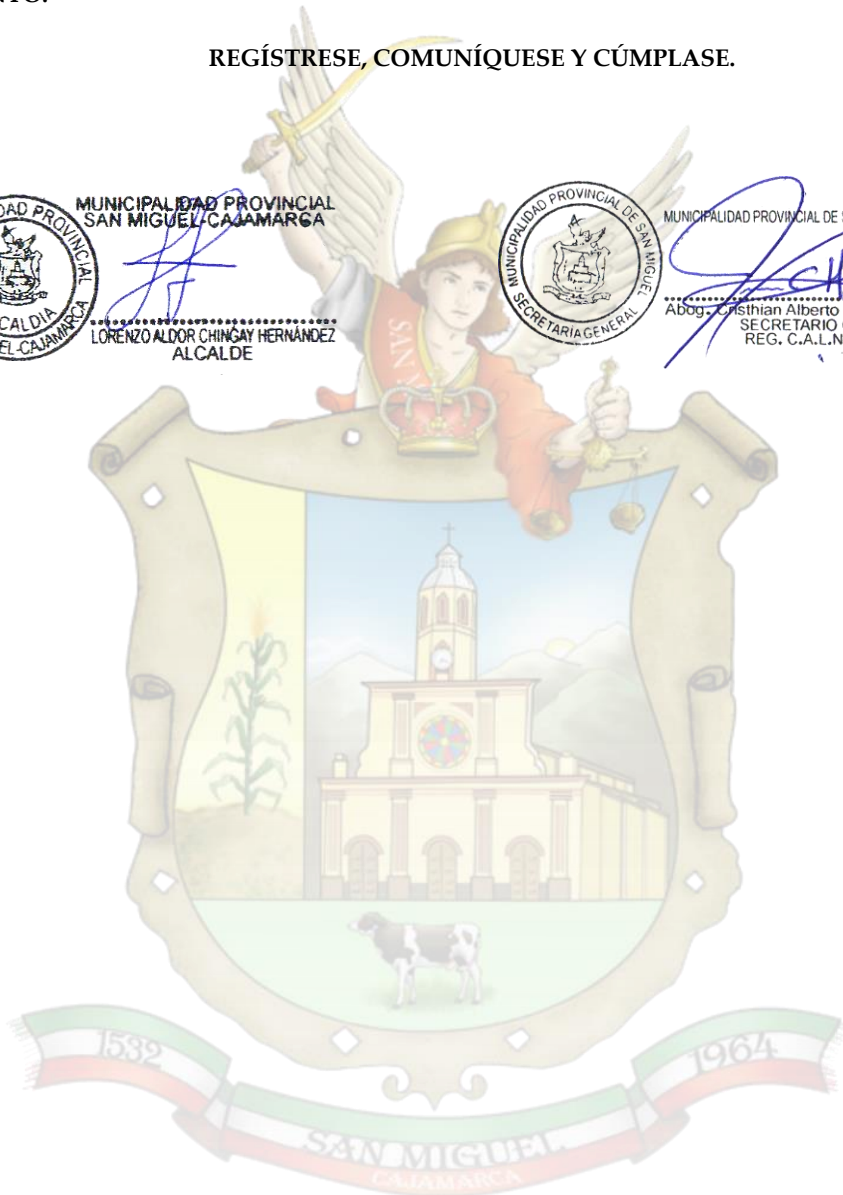 REGÍSTRESE, COMUNÍQUESE Y CÚMPLASE.
MUNICIPALIDAD PROVINCIAL
SAN MIGUEL-CAJAMARCA
LORENZO ALDOR CHINGAY HERNÁNDEZ
ALCALDE
MUNICIPALIDAD PROVINCIAL DE SAN MIGUEL
SECRETARIA GENERAL
MUNICIPALIDAD PROVINCIAL DE
Abog. Cristhian Alberto
SECRETARIO
REG. C.A.L.N
SAN
1532
1964
SAN MIGUEL
CAJAMARCA